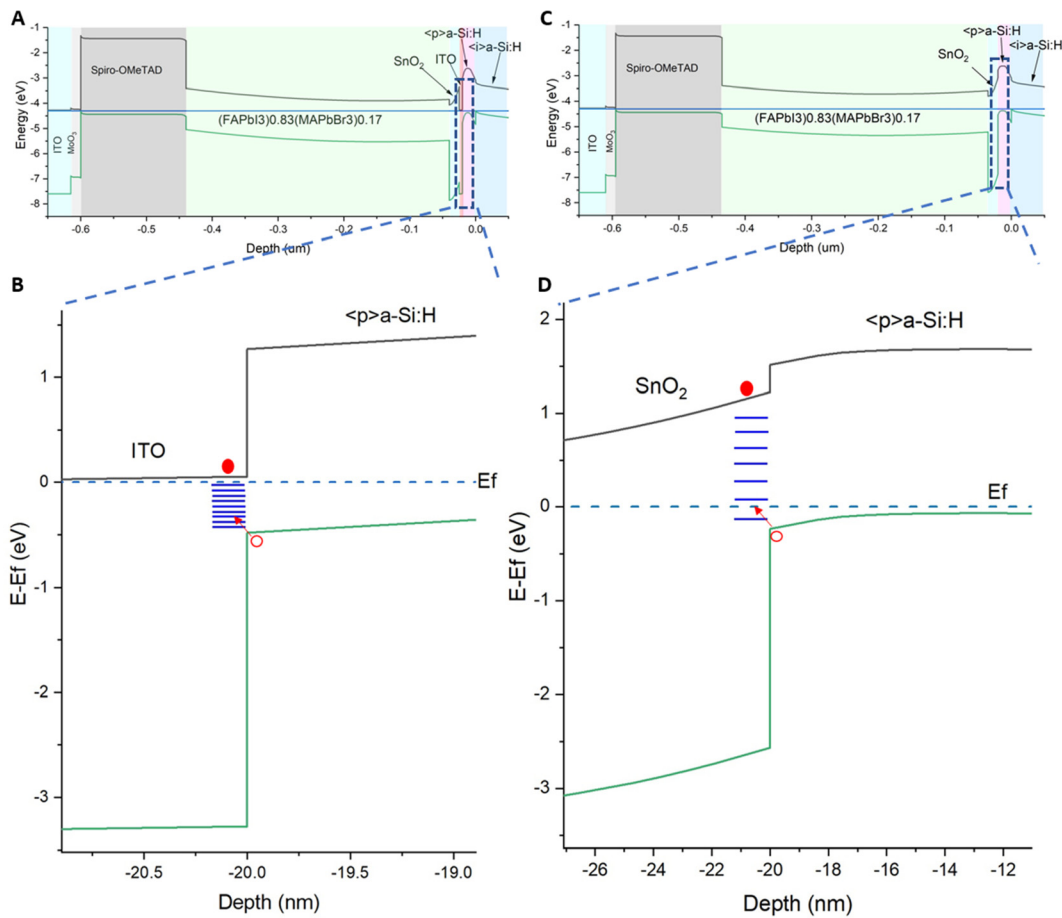 A
Energy (eV)
-1
-2
-3
-4
-5
-6
-7
-8
Spiro-OMeTAD
ITO
MoO3
(FAPbI3)0.83(MAPbBr3)0.17
SnO2
ITO
<p>a-Si:H
<i>a-Si:H
-0.6
-0.5
-0.4
-0.3
-0.2
-0.1
0.0
Depth (um)
C
Energy (eV)
-1
-2
-3
-4
-5
-6
-7
-8
Spiro-OMeTAD
ITO
MoO3
(FAPbI3)0.83(MAPbBr3)0.17
SnO2
<p>a-Si:H
<i>a-Si:H
-0.6
-0.5
-0.4
-0.3
-0.2
-0.1
0.0
Depth (um)
B
E-Ef (eV)
1
0
-1
-2
-3
<p>a-Si:H
ITO
Ef
-20.5
-20.0
-19.5
-19.0
Depth (nm)
D
E-Ef (eV)
2
1
0
-1
-2
-3
<p>a-Si:H
SnO2
Ef
-26
-24
-22
-20
-18
-16
-14
-12
Depth (nm)